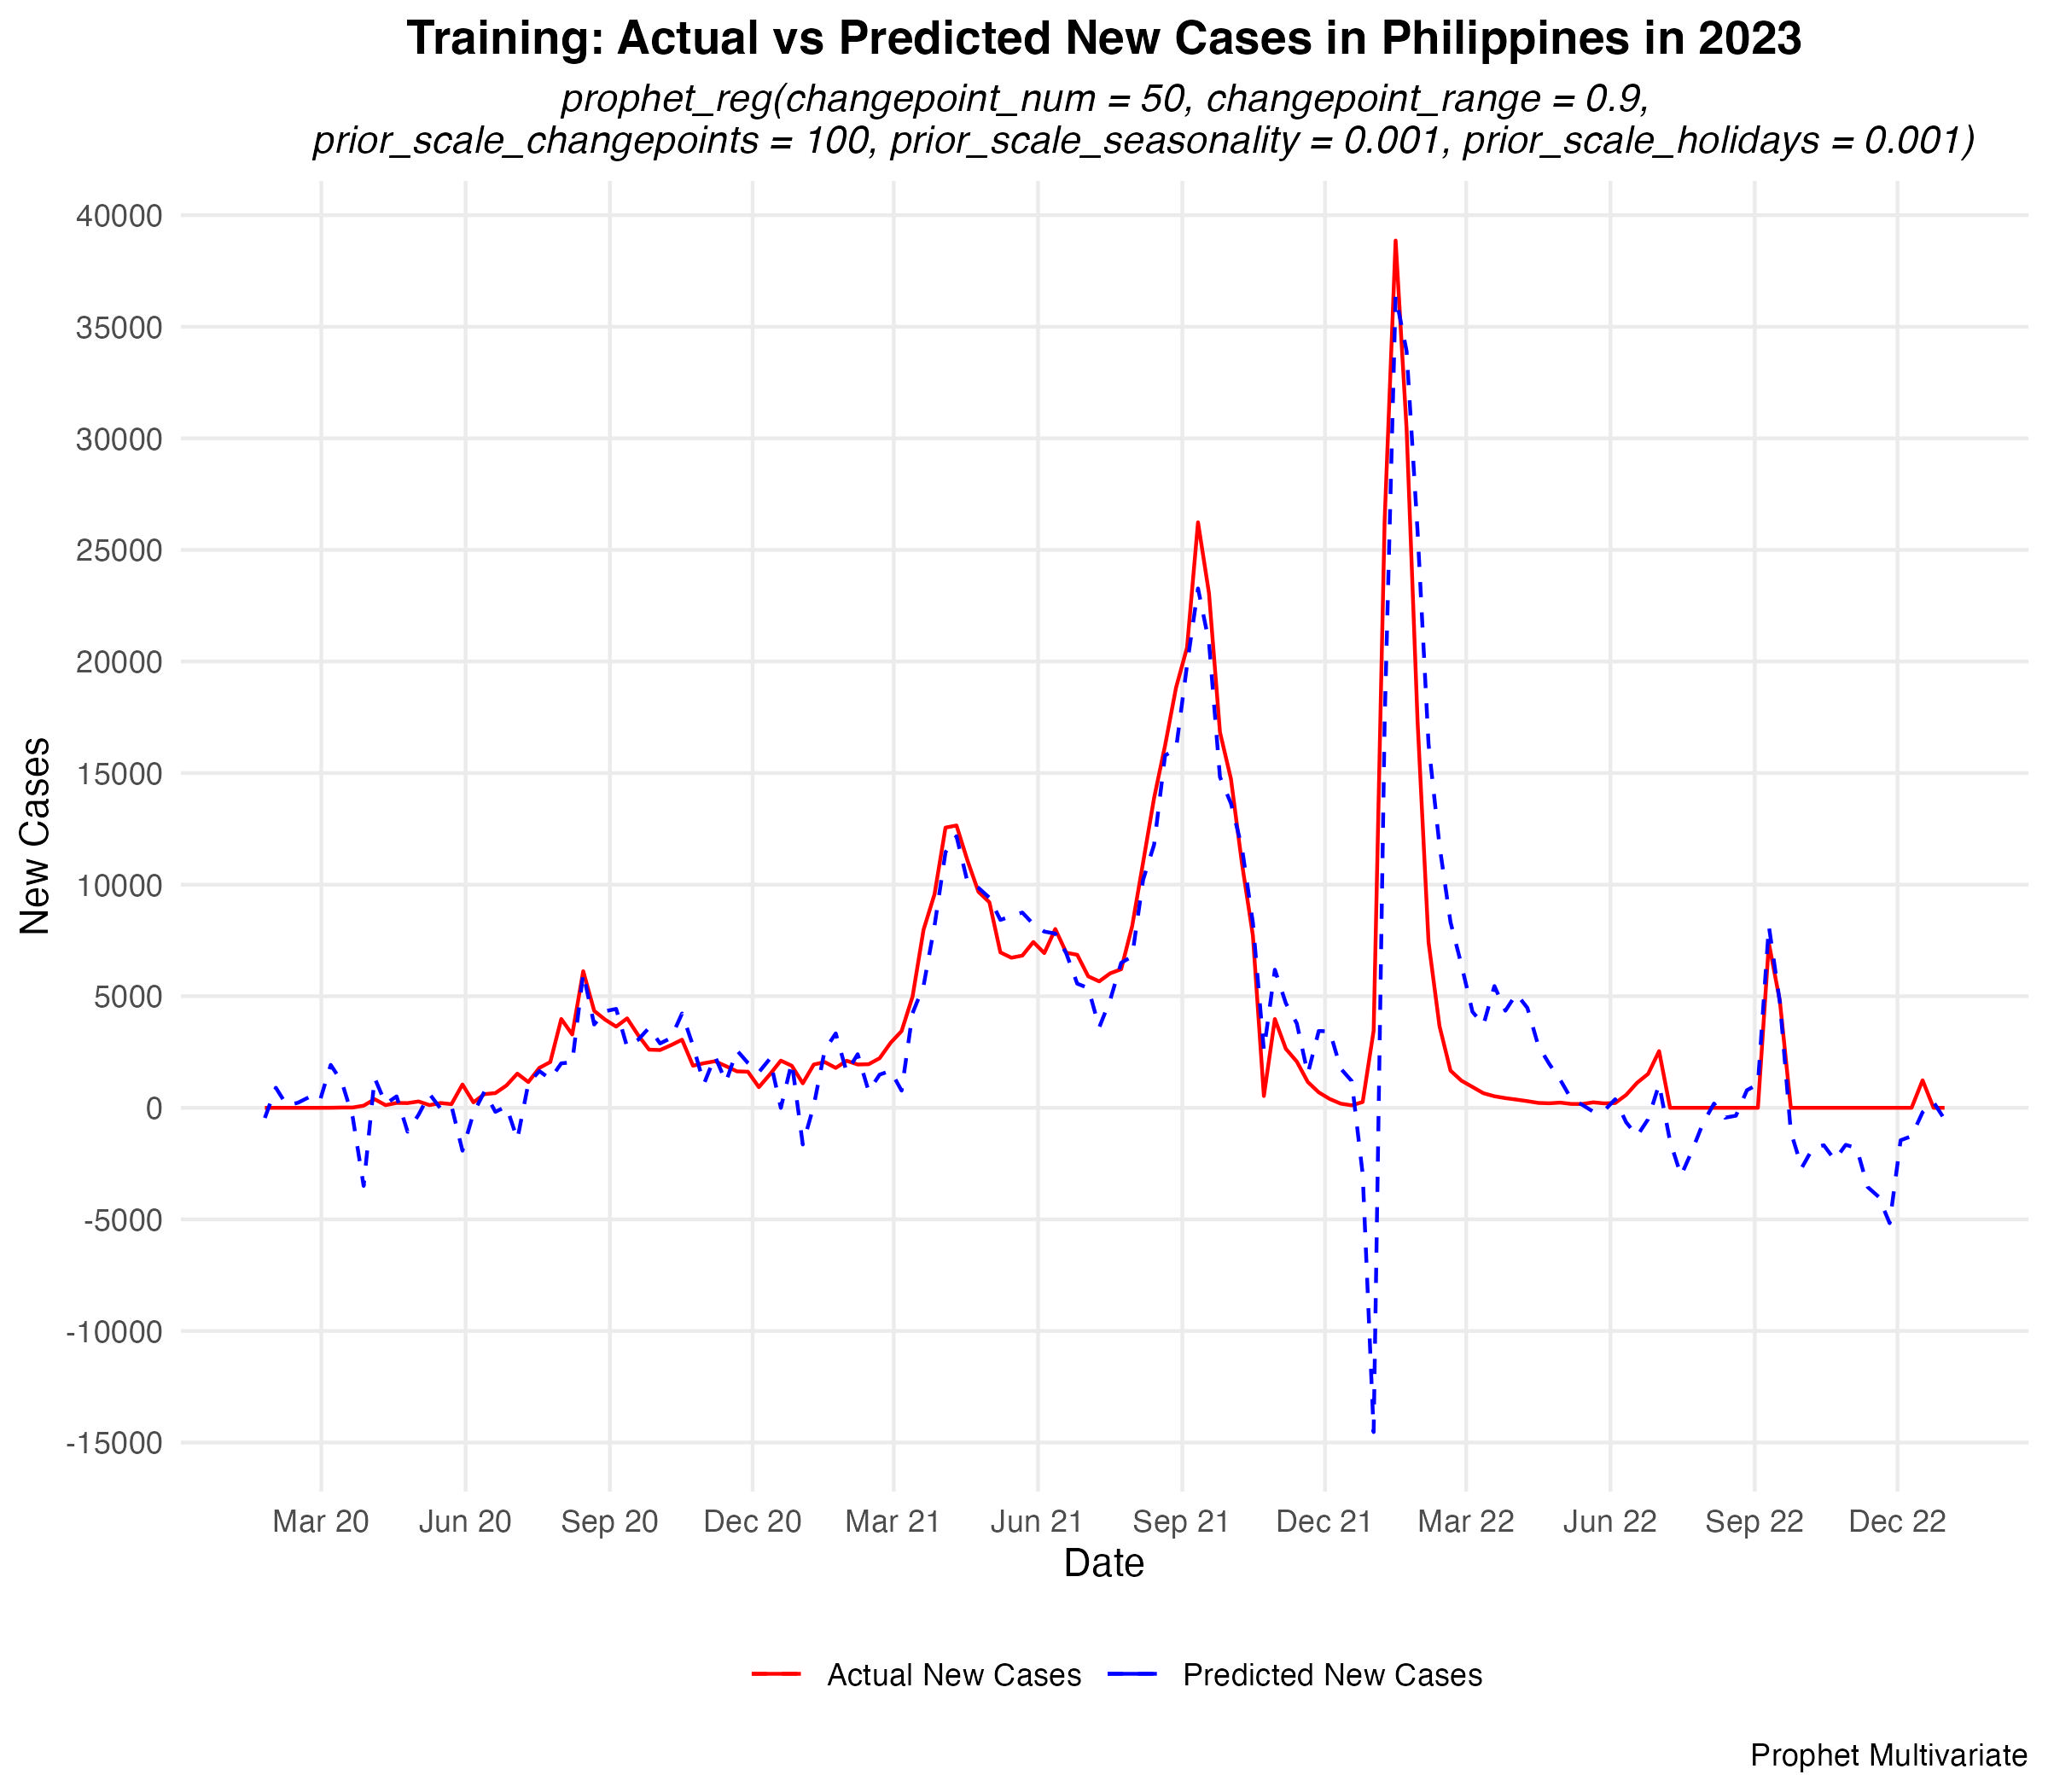 Training: Actual vs Predicted New Cases in Philippines in 2023
prophet_reg(changepoint_num = 50, changepoint_range = 0.9,
prior_scale_changepoints = 100, prior_scale_seasonality = 0.001, prior_scale_holidays = 0.001)
40000
35000
30000
25000
20000
15000
10000
5000
0
-5000
-10000
-15000
New Cases
Mar 20 Jun 20 Sep 20 Dec 20 Mar 21 Jun 21 Sep 21 Dec 21 Mar 22 Jun 22 Sep 22 Dec 22
Date
Actual New Cases Predicted New Cases
Prophet Multivariate